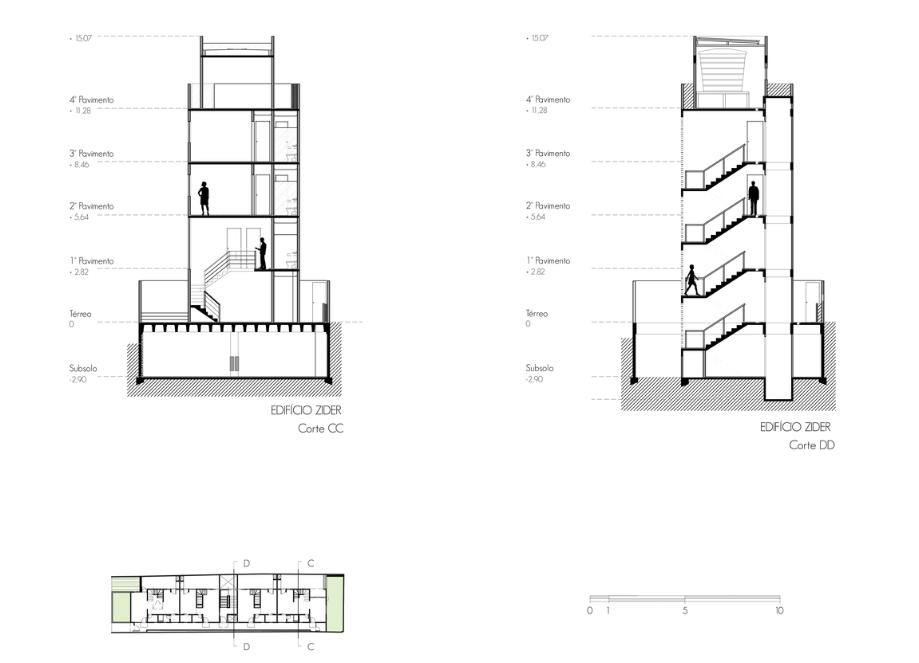 + 15.07
4° Pavimento
+ 11.28
3° Pavimento
+ 8.46
2° Pavimento
+ 5,64
1° Pavimento
+ 2.82
Térreo
0
Subsolo
-2.90
EDIFÍCIO ZIDER
Corte CC
+ 15.07
4° Pavimento
+ 11.28
3° Pavimento
+ 8.46
2° Pavimento
+ 5.64
1° Pavimento
+ 2.82
Térreo
0
Subsolo
-2.90
EDIFÍCIO ZIDER
Corte DD
D C
D C
0 1 5 10